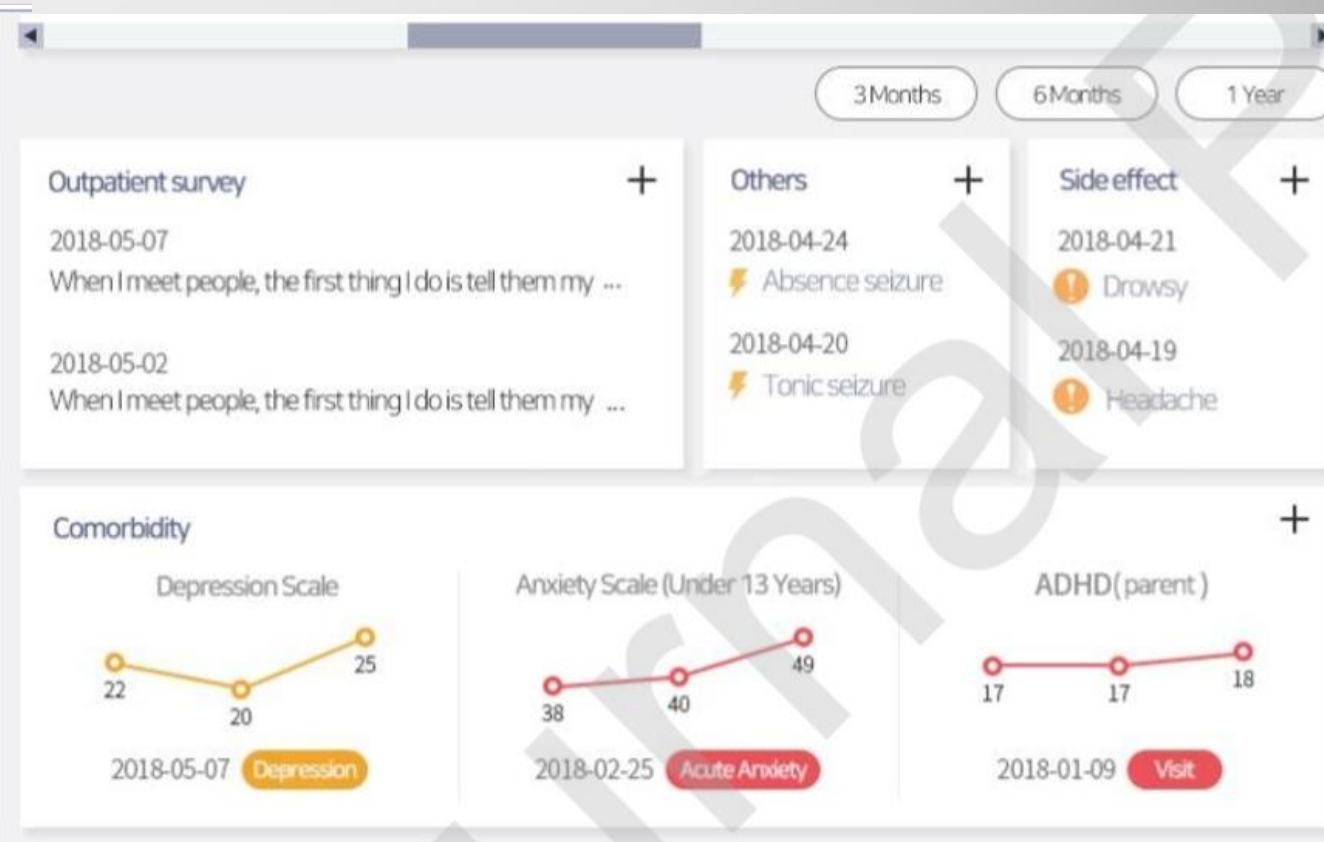 3 Months 6 Months 1 Year
Outpatient survey +
2018-05-07
When I meet people, the first thing I do is tell them my ...
2018-05-02
When I meet people, the first thing I do is tell them my ...
Others +
2018-04-24
Absence seizure
2018-04-20
Tonic seizure
Side effect +
2018-04-21
Drowsy
2018-04-19
Headache
Comorbidity +
Depression Scale
22
20
25
2018-05-07 Depression
Anxiety Scale (Under 13 Years)
38
40
49
2018-02-25 Acute Anxiety
ADHD( parent )
17
17
18
2018-01-09 Visit
urnal P